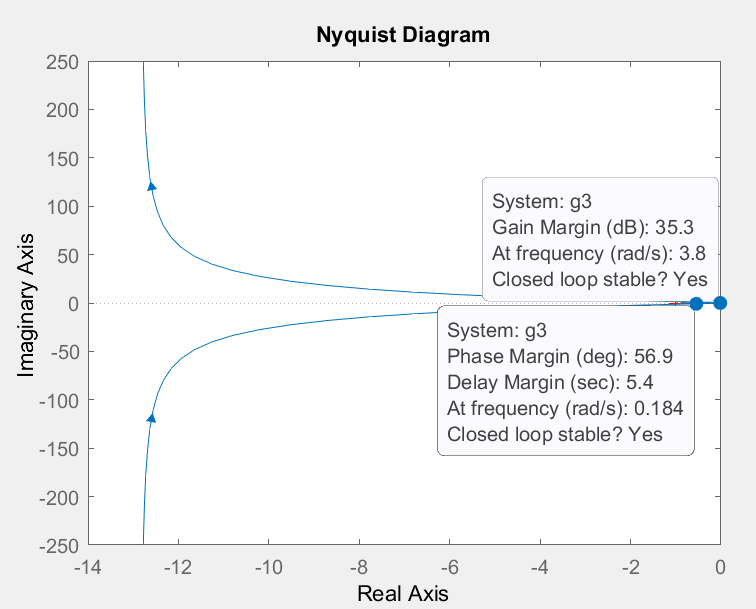 Nyquist Diagram
250
200
150
100
50
0
-50
-100
-150
-200
-250
Imaginary Axis
System: g3
Gain Margin (dB): 35.3
At frequency (rad/s): 3.8
Closed loop stable? Yes
System: g3
Phase Margin (deg): 56.9
Delay Margin (sec): 5.4
At frequency (rad/s): 0.184
Closed loop stable? Yes
-14 -12 -10 -8 -6 -4 -2 0
Real Axis